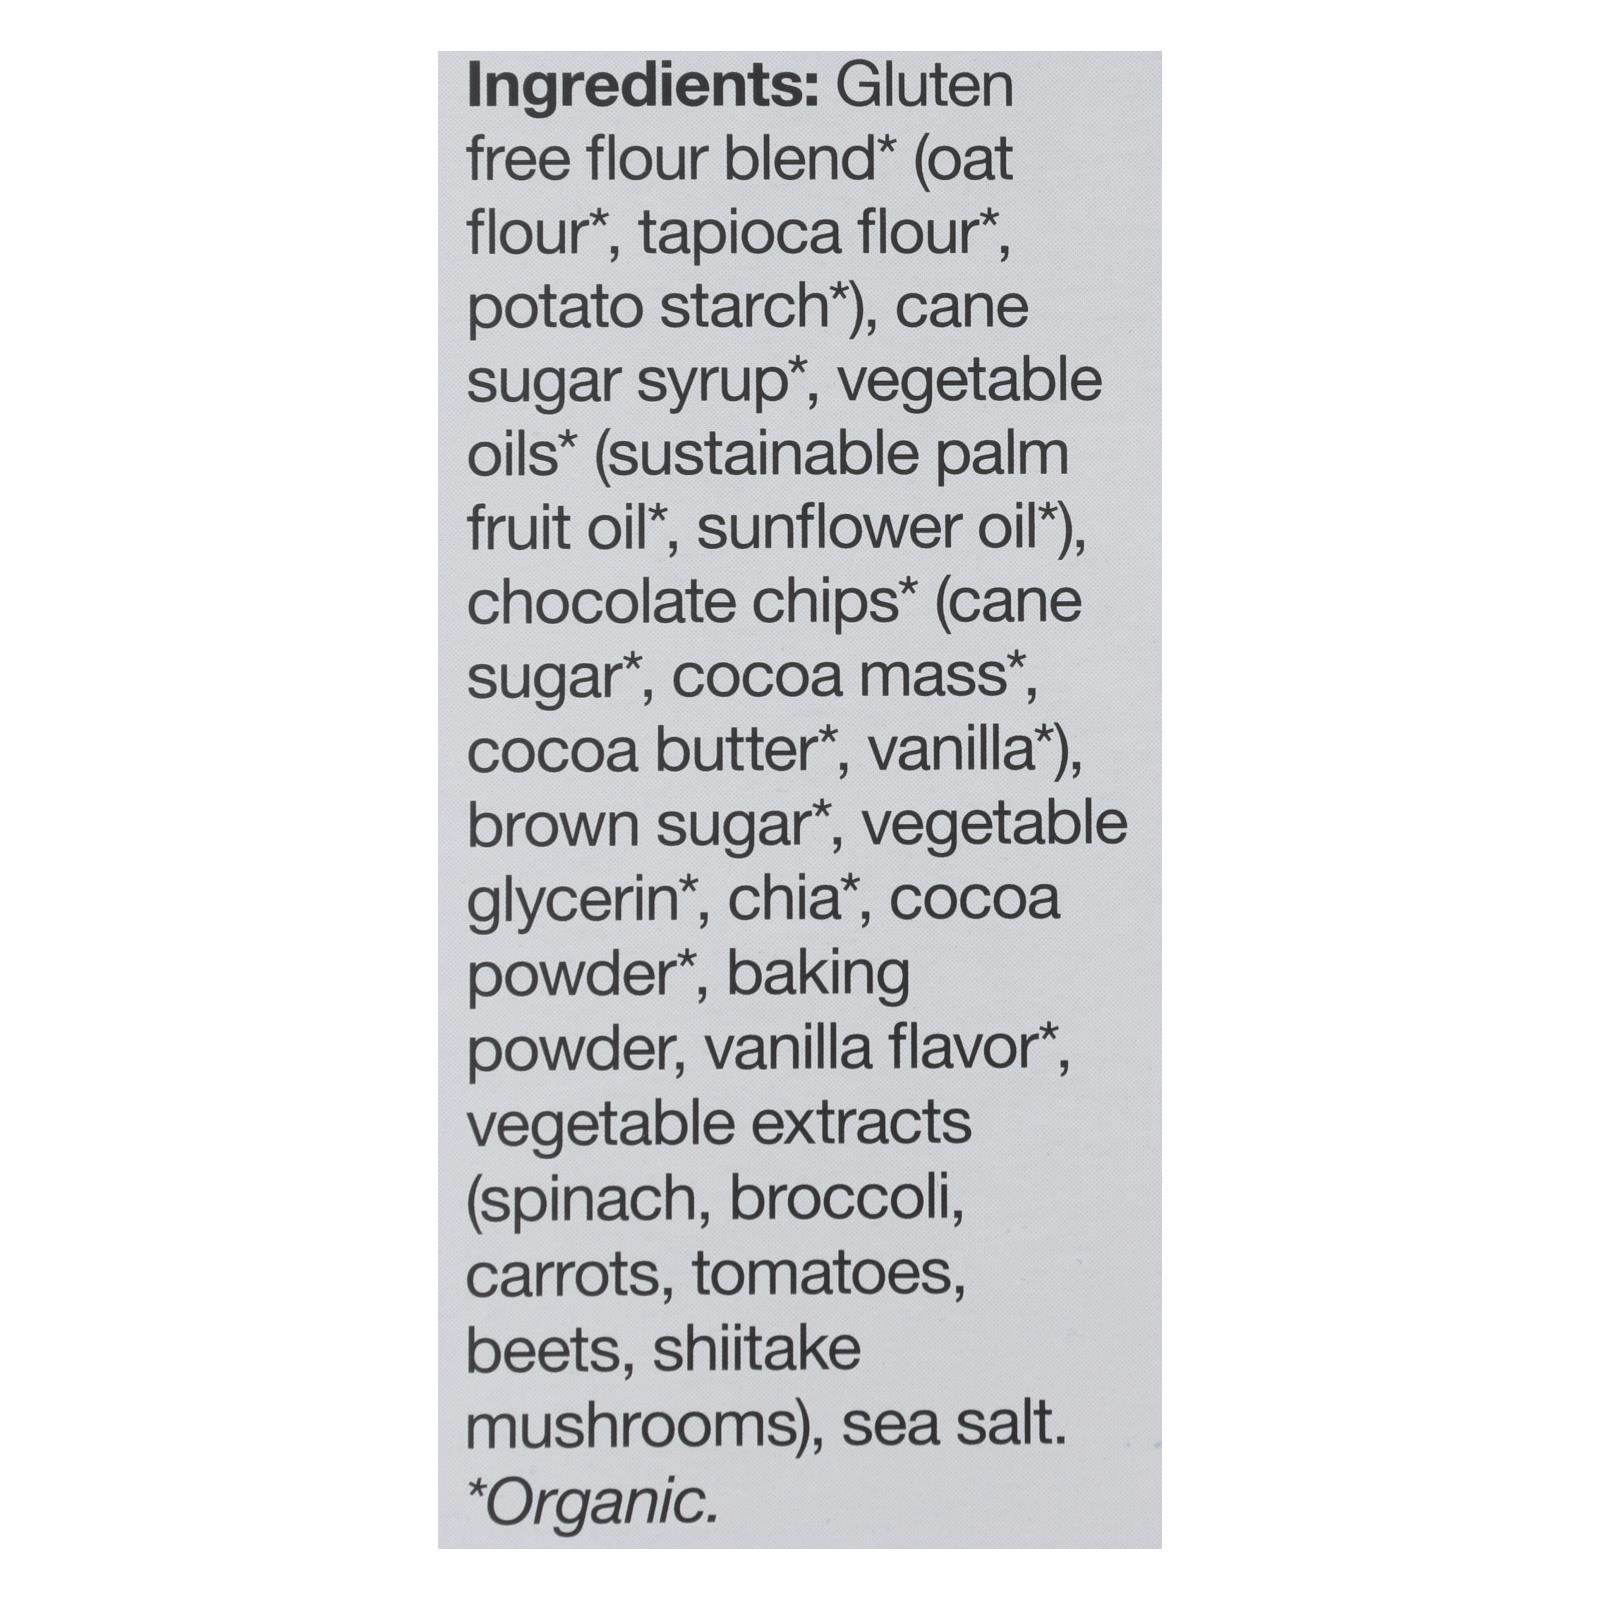 Ingredients: Gluten
free flour blend* (oat
flour*, tapioca flour*,
potato starch*), cane
sugar syrup*, vegetable
oils* (sustainable palm
fruit oil*, sunflower oil*),
chocolate chips* (cane
sugar*, cocoa mass*,
cocoa butter*, vanilla*),
brown sugar*, vegetable
glycerin*, chia*, cocoa
powder*, baking
powder, vanilla flavor*,
vegetable extracts
(spinach, broccoli,
carrots, tomatoes,
beets, shiitake
mushrooms), sea salt.
*Organic.